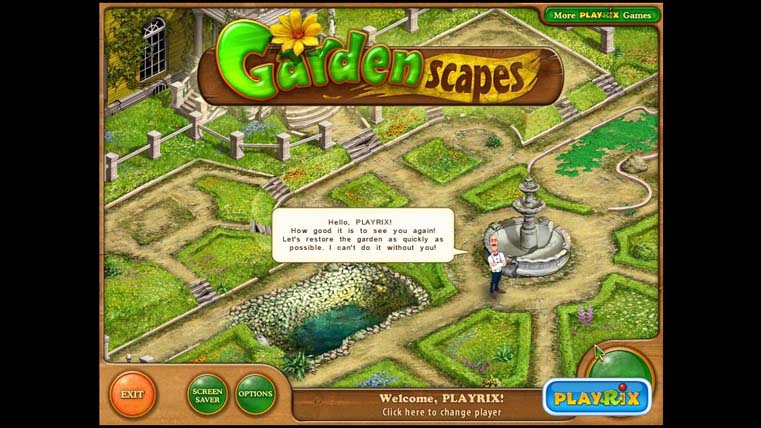 More PLAYRIX Games
Gardenscapes
Hello, PLAYRIX!
How good it is to see you again!
Let's restore the garden as quickly as
possible. I can't do it without you!
EXIT
SCREEN
SAVER
OPTIONS
Welcome, PLAYRIX!
Click here to change player
PLAYRIX